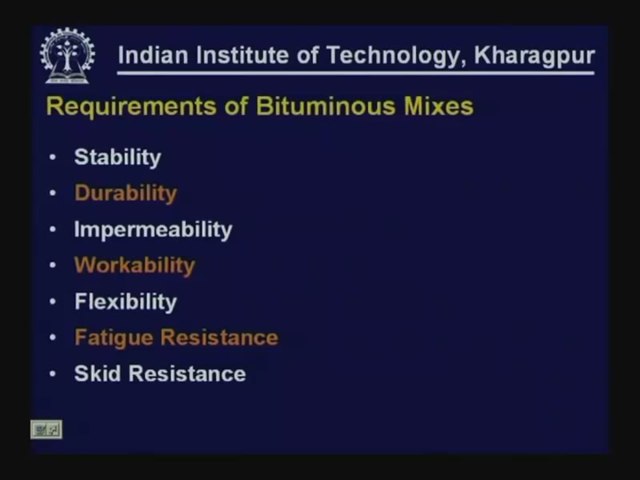 Indian Institute of Technology, Kharagpur
Requirements of Bituminous Mixes
• Stability
• Durability
• Impermeability
• Workability
• Flexibility
• Fatigue Resistance
• Skid Resistance